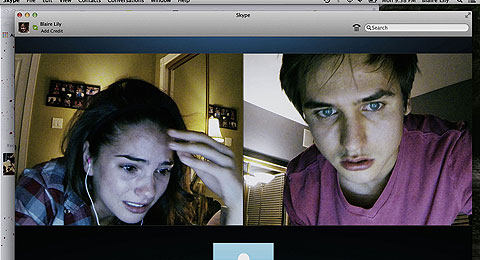 Skype File Edit View Contacts Conversations Window Help Mon 9:38 PM Blaire Lily
Skype
Blaire Lily
Add Credit
Search